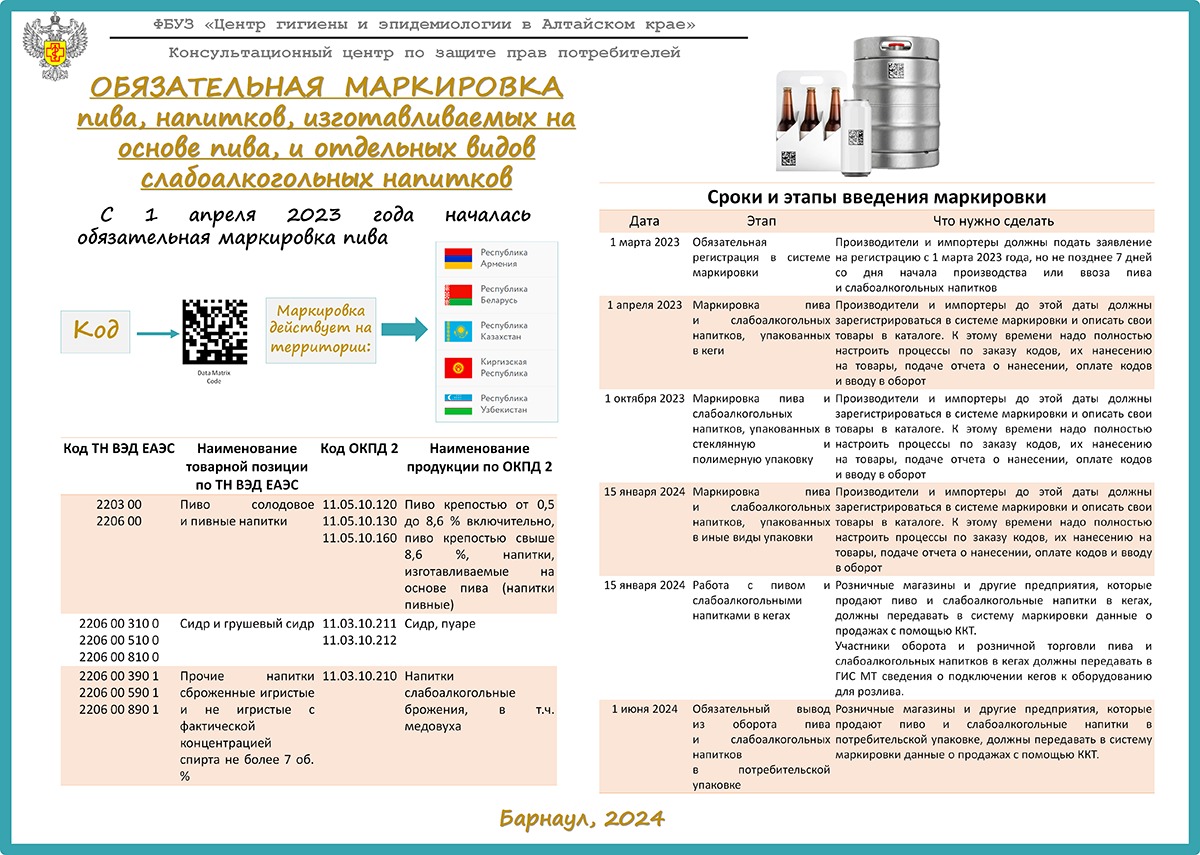 ФБУЗ «Центр гигиены и эпидемиологии в Алтайском крае»
Консультационный центр по защите прав потребителей
ОБЯЗАТЕЛЬНАЯ МАРКИРОВКА
пива, напитков, изготавливаемых на
основе пива, и отдельных видов
слабоалкогольных напитков
С 1 апреля 2023 года началась
обязательная маркировка пива
Код
Data Matrix
Code
Маркировка
действует на
территории:
Республика
Армения
Республика
Беларусь
Республика
Казахстан
Киргизская
Республика
Республика
Узбекистан
Код ТН ВЭД ЕАЭС Наименование Код ОКПД 2 Наименование
товарной позиции продукции по ОКПД 2
по ТН ВЭД ЕАЭС
2203 00 Пиво солодовое 11.05.10.120 Пиво крепостью от 0,5
2206 00 и пивные напитки 11.05.10.130 до 8,6 % включительно,
11.05.10.160 пиво крепостью свыше
8,6 %, напитки,
изготавливаемые на
основе пива (напитки
пивные)
2206 00 310 0 Сидр и грушевый сидр 11.03.10.211 Сидр, пуаре
2206 00 510 0 11.03.10.212
2206 00 810 0
2206 00 390 1 Прочие напитки 11.03.10.210 Напитки
2206 00 590 1 сброженные игристые слабоалкогольные
2206 00 890 1 и не игристые с брожения, в т.ч.
фактической медовуха
концентрацией
спирта не более 7 об.
%
Сроки и этапы введения маркировки
Дата Этап Что нужно сделать
1 марта 2023 Обязательная Производители и импортеры должны подать заявление
регистрация в системе на регистрацию с 1 марта 2023 года, но не позднее 7 дней
маркировки со дня начала производства или ввоза пива
и слабоалкогольных напитков
1 апреля 2023 Маркировка пива Производители и импортеры до этой даты должны
и слабоалкогольных зарегистрироваться в системе маркировки и описать свои
напитков, упакованных товары в каталоге. К этому времени надо полностью
в кеги настроить процессы по заказу кодов, их нанесению
на товары, подаче отчета о нанесении, оплате кодов
и вводу в оборот
1 октября 2023 Маркировка пива и Производители и импортеры до этой даты должны
слабоалкогольных зарегистрироваться в системе маркировки и описать свои
напитков, упакованных в товары в каталоге. К этому времени надо полностью
стеклянную и настроить процессы по заказу кодов, их нанесению
полимерную упаковку на товары, подаче отчета о нанесении, оплате кодов
и вводу в оборот
15 января 2024 Маркировка пива Производители и импортеры до этой даты должны
и слабоалкогольных зарегистрироваться в системе маркировки и описать свои
напитков, упакованных товары в каталоге. К этому времени надо полностью
в иные виды упаковки настроить процессы по заказу кодов, их нанесению на
товары, подаче отчета о нанесении, оплате кодов и вводу
в оборот
15 января 2024 Работа с пивом и Розничные магазины и другие предприятия, которые
слабоалкогольными продают пиво и слабоалкогольные напитки в кегах,
напитками в кегах должны передавать в систему маркировки данные о
продажах с помощью ККТ.
Участники оборота и розничной торговли пива и
слабоалкогольных напитков в кегах должны передавать в
ГИС МТ сведения о подключении кегов к оборудованию
для розлива.
1 июня 2024 Обязательный вывод Розничные магазины и другие предприятия, которые
из оборота пива продают пиво и слабоалкогольные напитки в
и слабоалкогольных потребительской упаковке, должны передавать в систему
напитков маркировки данные о продажах с помощью ККТ.
в потребительской
упаковке
Барнаул, 2024